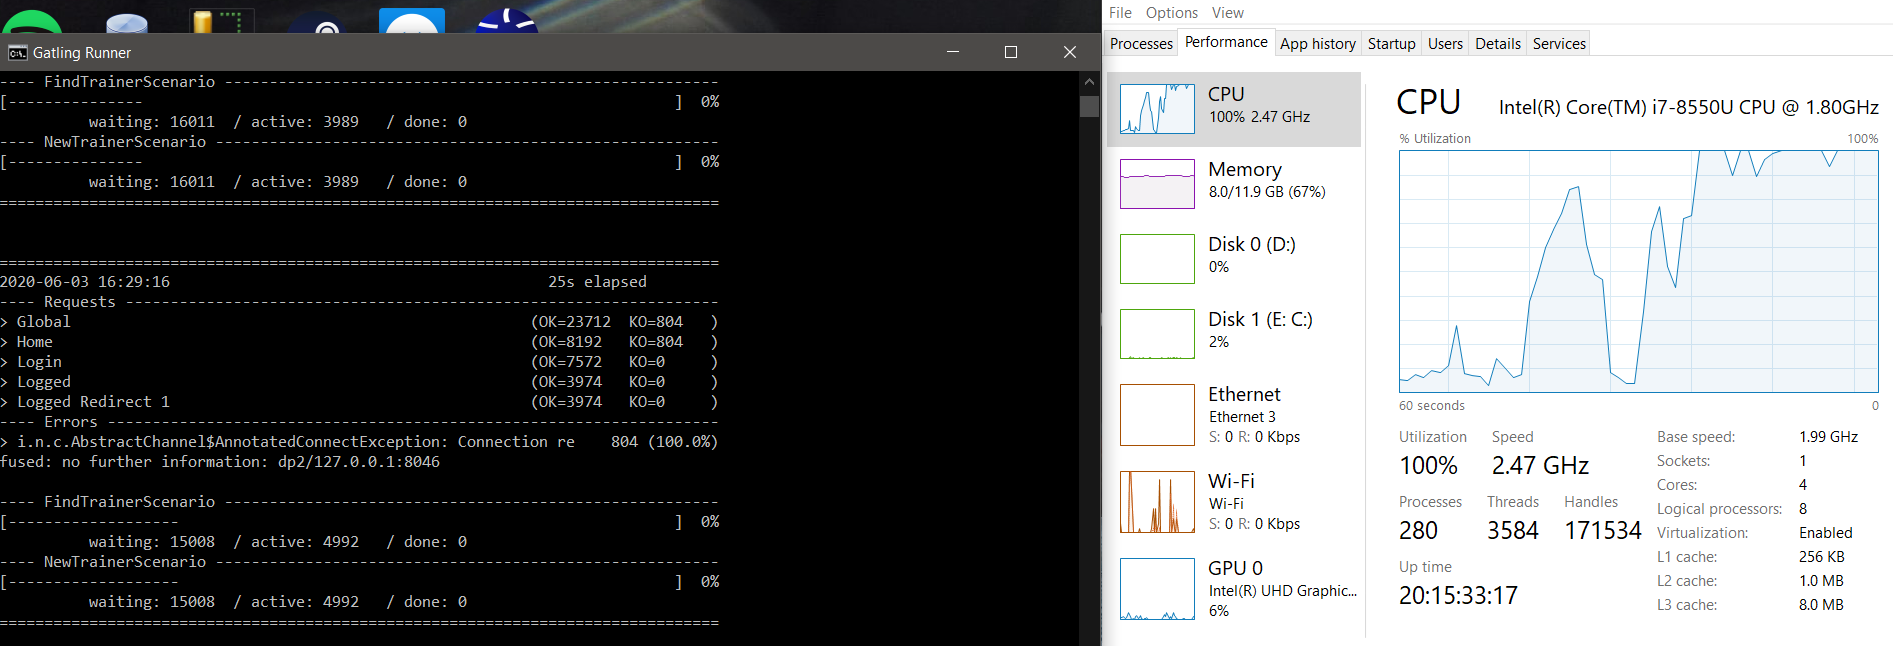 Gatling Runner
---- FindTrainerScenario -------------------------------------------------------
[---------------                                                           ]  0%
          waiting: 16011  / active: 3989   / done: 0
---- NewTrainerScenario --------------------------------------------------------
[---------------                                                           ]  0%
          waiting: 16011  / active: 3989   / done: 0
================================================================================
================================================================================
2020-06-03 16:29:16                                          25s elapsed
---- Requests ------------------------------------------------------------------
> Global                                                   (OK=23712  KO=804   )
> Home                                                     (OK=8192   KO=804   )
> Login                                                    (OK=7572   KO=0     )
> Logged                                                   (OK=3974   KO=0     )
> Logged Redirect 1                                        (OK=3974   KO=0     )
---- Errors --------------------------------------------------------------------
> i.n.c.AbstractChannel$AnnotatedConnectException: Connection re    804 (100.0%)
fused: no further information: dp2/127.0.0.1:8046
---- FindTrainerScenario -------------------------------------------------------
[-------------------                                                       ]  0%
          waiting: 15008  / active: 4992   / done: 0
---- NewTrainerScenario --------------------------------------------------------
[-------------------                                                       ]  0%
          waiting: 15008  / active: 4992   / done: 0
================================================================================
File Options View
Processes Performance App history Startup Users Details Services
CPU
100% 2.47 GHz
Memory
8.0/11.9 GB (67%)
Disk 0 (D:)
0%
Disk 1 (E: C:)
2%
Ethernet
Ethernet 3
S: 0 R: 0 Kbps
Wi-Fi
Wi-Fi
S: 0 R: 0 Kbps
GPU 0
Intel(R) UHD Graphic...
6%
CPU Intel(R) Core(TM) i7-8550U CPU @ 1.80GHz
% Utilization 100%
60 seconds 0
Utilization Speed
100% 2.47 GHz
Processes Threads Handles
280 3584 171534
Up time
20:15:33:17
Base speed: 1.99 GHz
Sockets: 1
Cores: 4
Logical processors: 8
Virtualization: Enabled
L1 cache: 256 KB
L2 cache: 1.0 MB
L3 cache: 8.0 MB